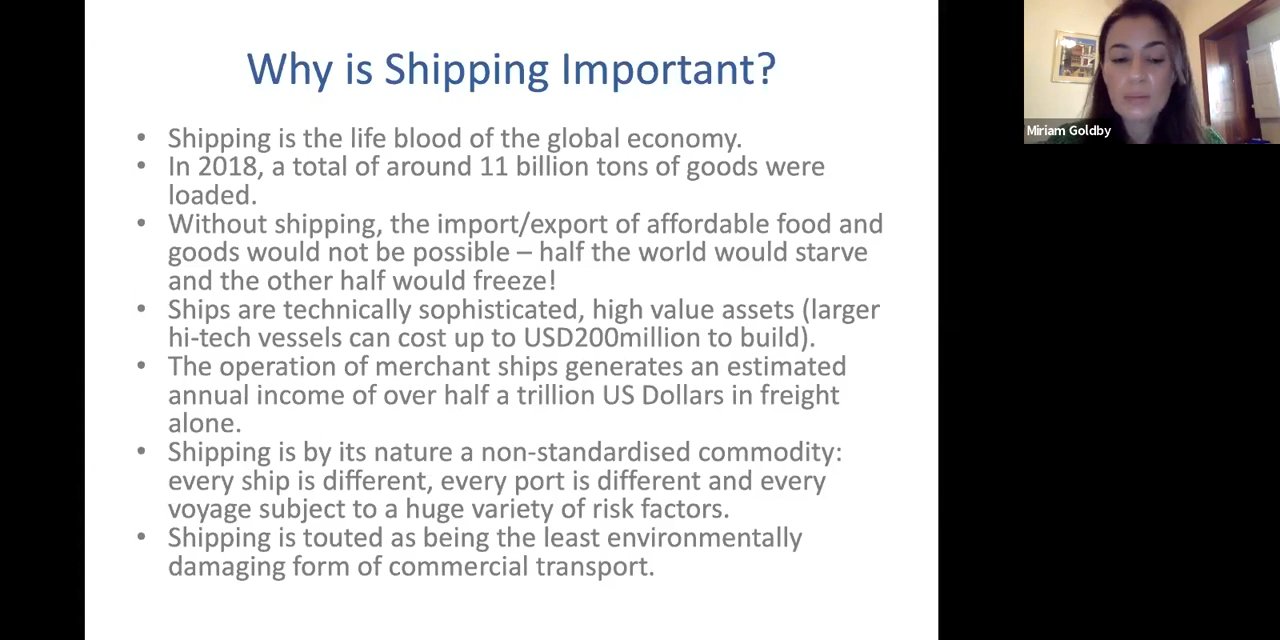 Why is Shipping Important?
• Shipping is the life blood of the global economy.
• In 2018, a total of around 11 billion tons of goods were
loaded.
• Without shipping, the import/export of affordable food and
goods would not be possible – half the world would starve
and the other half would freeze!
• Ships are technically sophisticated, high value assets (larger
hi-tech vessels can cost up to USD200million to build).
• The operation of merchant ships generates an estimated
annual income of over half a trillion US Dollars in freight
alone.
• Shipping is by its nature a non-standardised commodity:
every ship is different, every port is different and every
voyage subject to a huge variety of risk factors.
• Shipping is touted as being the least environmentally
damaging form of commercial transport.
Miriam Goldby